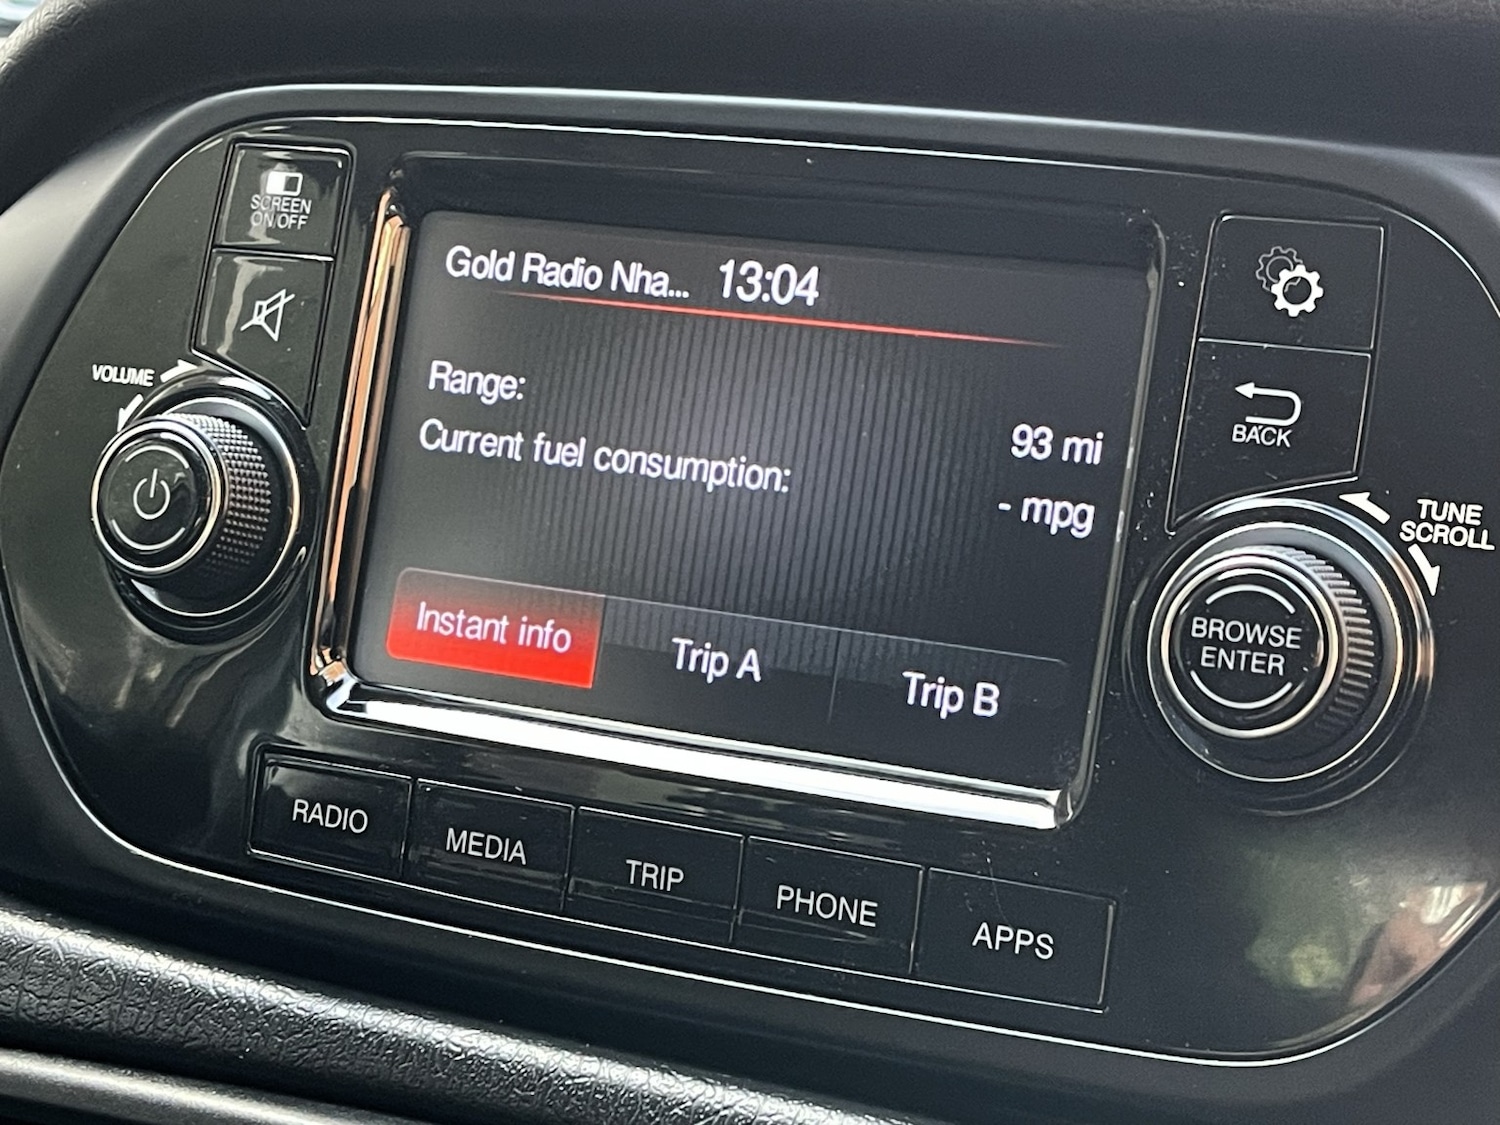 SCREEN
ON/OFF
VOLUME
Gold Radio Nha... 13:04
Range:
93 mi
Current fuel consumption:
- mpg
Instant info
Trip A
Trip B
BACK
TUNE
SCROLL
BROWSE
ENTER
RADIO
MEDIA
TRIP
PHONE
APPS